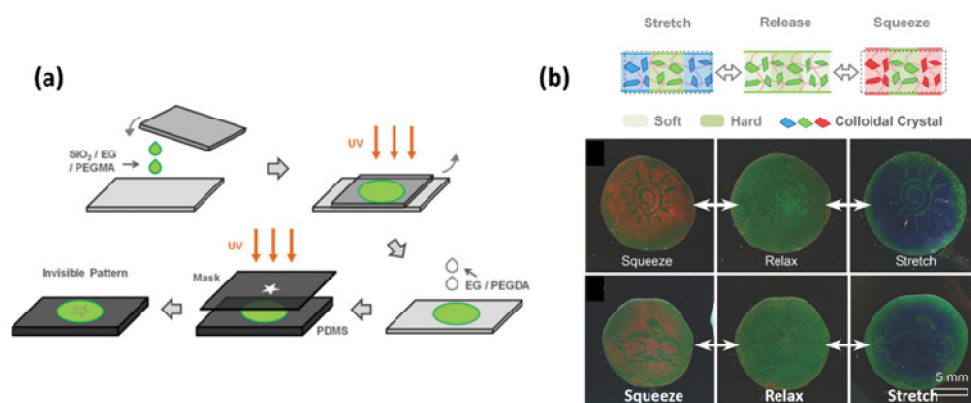 (a)
SiO2 / EG
/ PEGMA
UV
UV
Mask
EG / PEGDA
PDMS
Invisible Pattern
(b)
Stretch
Release
Squeeze
Soft
Hard
Colloidal Crystal
Squeeze
Relax
Stretch
Squeeze
Relax
Stretch
5 mm